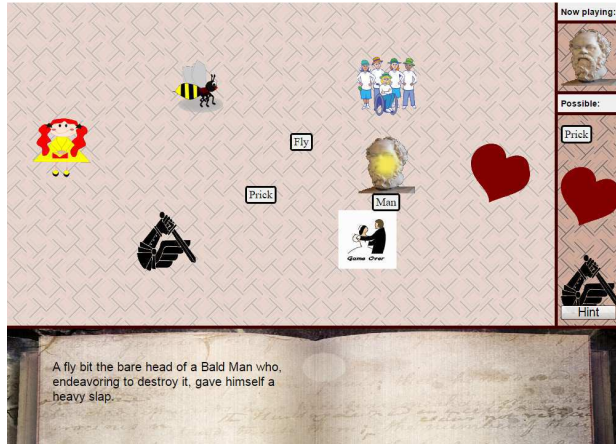 Now playing:
Possible:
Prick
Hint
Fly
Prick
Man
Game Over
A fly bit the bare head of a Bald Man who,
endeavoring to destroy it, gave himself a
heavy slap.